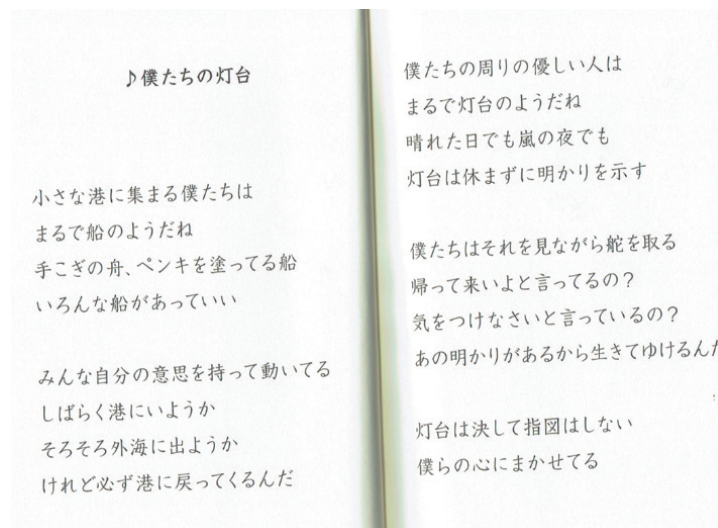 ♪僕たちの灯台
小さな港に集まる僕たちは
まるで船のようだね
手こぎの舟、ペンキを塗ってる船
いろんな船があっていい
みんな自分の意思を持って動いてる
しばらく港にいようか
そろそろ外海に出ようか
けれど必ず港に戻ってくるんだ
僕たちの周りの優しい人は
まるで灯台のようだね
晴れた日でも嵐の夜でも
灯台は休まずに明かりを示す
僕たちはそれを見ながら舵を取る
帰って来いよと言ってるの?
気をつけなさいと言っているの?
あの明かりがあるから生きてゆけるんだ
灯台は決して指図はしない
僕らの心にまかせてる